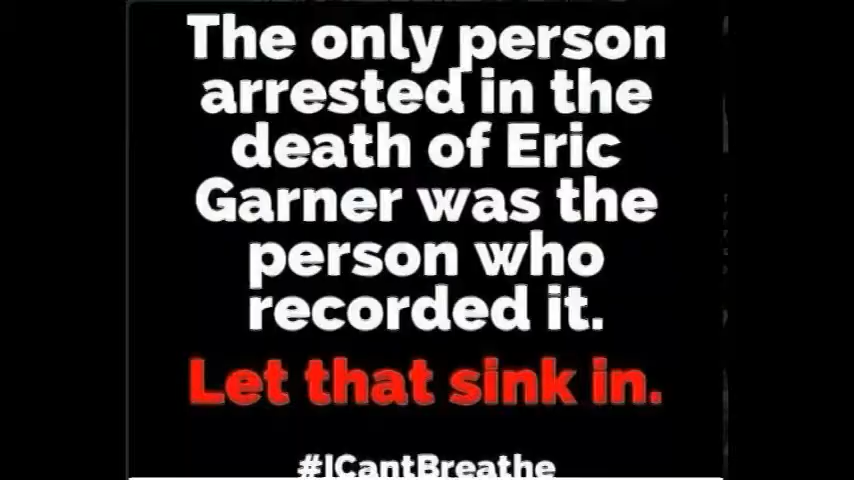 The only person
arrested in the
death of Eric
Garner was the
person who
recorded it.
Let that sink in.
#ICantBreathe